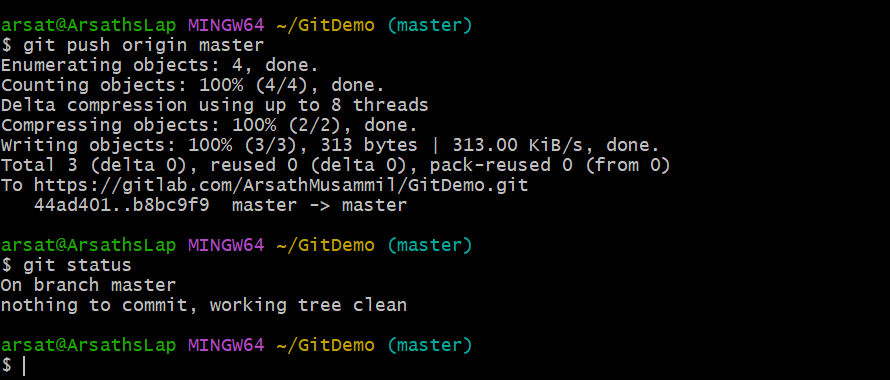 arsat@ArsathsLap MINGW64 ~/GitDemo (master)
$ git push origin master
Enumerating objects: 4, done.
Counting objects: 100% (4/4), done.
Delta compression using up to 8 threads
Compressing objects: 100% (2/2), done.
Writing objects: 100% (3/3), 313 bytes | 313.00 KiB/s, done.
Total 3 (delta 0), reused 0 (delta 0), pack-reused 0 (from 0)
To https://gitlab.com/ArsathMusammil/GitDemo.git
   44ad401..b8bc9f9  master -> master
arsat@ArsathsLap MINGW64 ~/GitDemo (master)
$ git status
On branch master
nothing to commit, working tree clean
arsat@ArsathsLap MINGW64 ~/GitDemo (master)
$